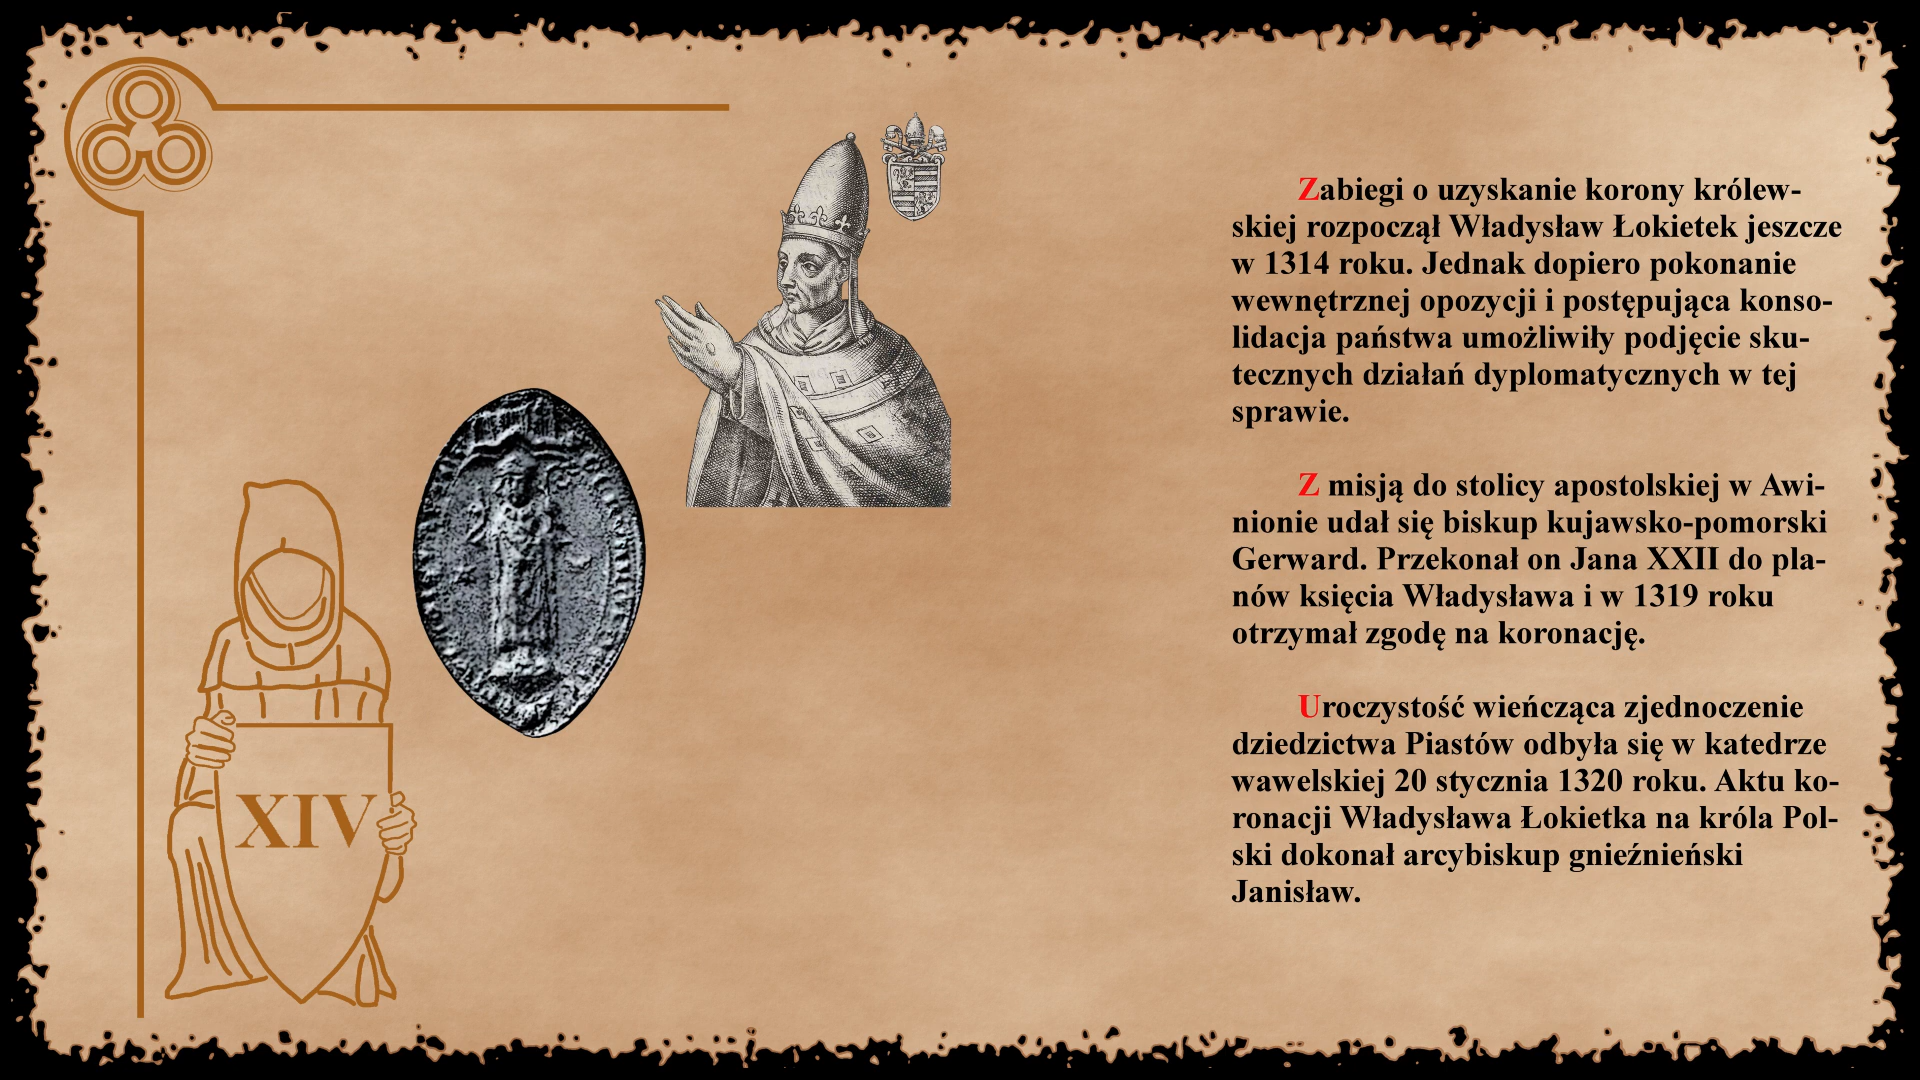 XIV
Zabiegi o uzyskanie korony królew-
skiej rozpoczął Władysław Łokietek jeszcze
w 1314 roku. Jednak dopiero pokonanie
wewnętrznej opozycji i postępująca konso-
lidacja państwa umożliwiły podjęcie sku-
tecznych działań dyplomatycznych w tej
sprawie.
Z misją do stolicy apostolskiej w Awi-
nionie udał się biskup kujawsko-pomorski
Gerward. Przekonał on Jana XXII do pla-
nów księcia Władysława i w 1319 roku
otrzymał zgodę na koronację.
Uroczystość wieńcząca zjednoczenie
dziedzictwa Piastów odbyła się w katedrze
wawelskiej 20 stycznia 1320 roku. Aktu ko-
ronacji Władysława Łokietka na króla Pol-
ski dokonał arcybiskup gnieźnieński
Janisław.